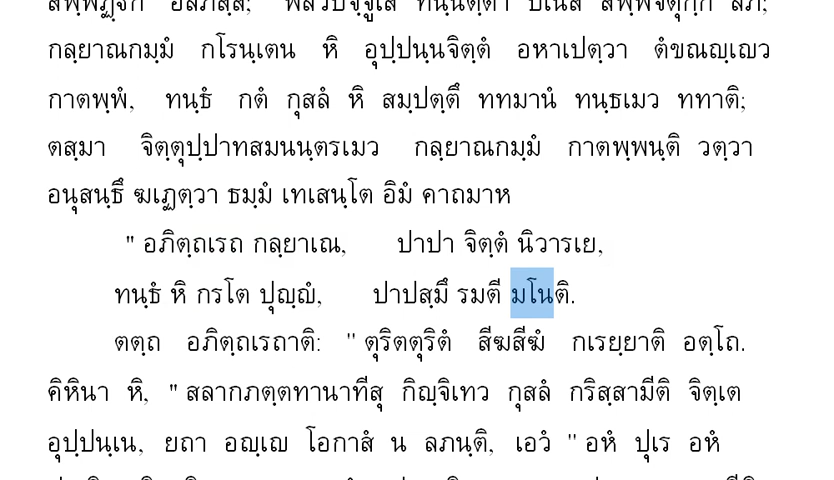 กลฺยาณกมฺมํ กโรนฺเตน หิ อุปฺปนฺนจิตฺตํ อหาเปตฺวา ตํขณญฺเญว
กาตพฺพํ, ทนฺธํ กตํ กุสลํ หิ สมฺปตฺตึ ททมานํ ทนฺธเมว ททาติ;
ตสฺมา จิตฺตุปฺปาทสมนนฺตรเมว กลฺยาณกมฺมํ กาตพฺพนฺติ วตฺวา
อนุสนฺธึ ฆเฏตฺวา ธมฺมํ เทเสนฺโต อิมํ คาถมาห
" อภิตฺถเรถ กลฺยาเณ, ปาปา จิตฺตํ นิวารเย,
ทนฺธํ หิ กรโต ปุญฺญํ, ปาปสฺมึ รมตี มโนติ.
ตตฺถ อภิตฺถเรถาติ: " ตุริตตุริตํ สีฆสีฆํ กเรยฺยาติ อตฺโถ.
คิหินา หิ, " สลากภตฺตทานาทีสุ กิญฺจิเทว กุสลํ กริสฺสามีติ จิตฺเต
อุปฺปนฺเน, ยถา อญฺเญ โอกาสํ น ลภนฺติ, เอวํ " อหํ ปุเร อหํ